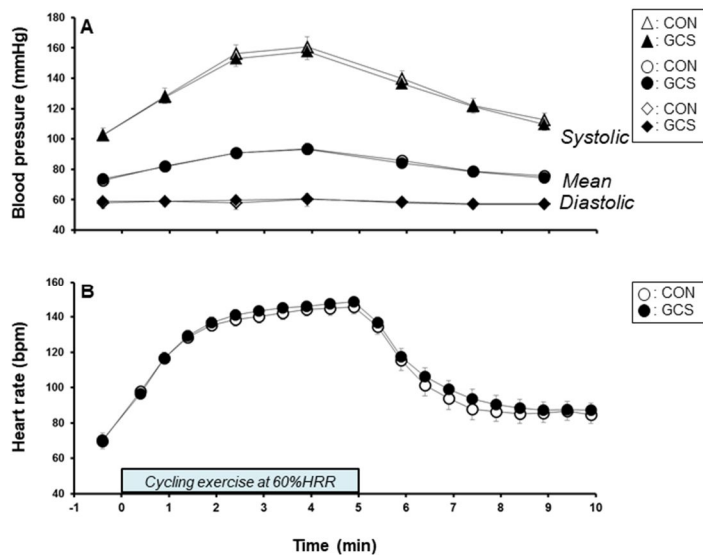 A
Blood pressure (mmHg)
180
160
140
120
100
80
60
40
Systolic
Mean
Diastolic
△: CON
▲: GCS
○: CON
●: GCS
◇: CON
◆: GCS
B
Heart rate (bpm)
160
140
120
100
80
60
40
Cycling exercise at 60%HRR
-1 0 1 2 3 4 5 6 7 8 9 10
Time (min)
○: CON
●: GCS